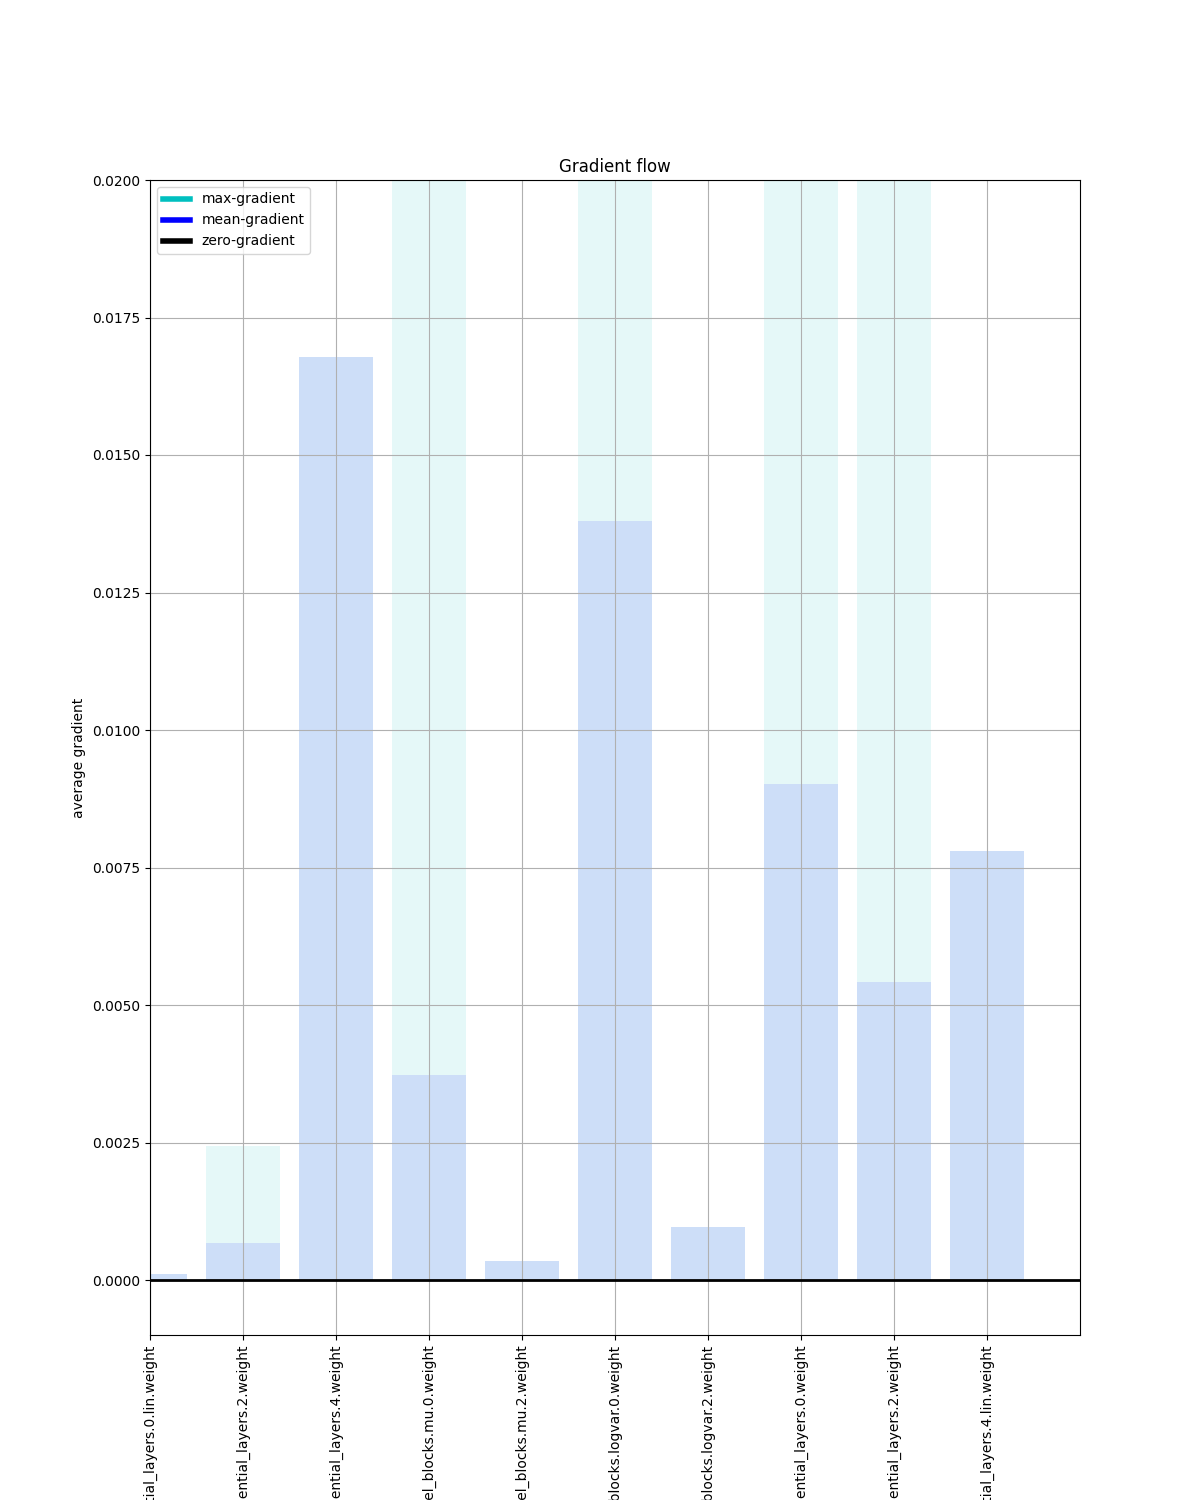 Gradient flow
max-gradient
mean-gradient
zero-gradient
0.0200
0.0175
0.0150
0.0125
0.0100
0.0075
0.0050
0.0025
0.0000
average gradient
tial_layers.0.lin.weight
ential_layers.2.weight
ential_layers.4.weight
el_blocks.mu.0.weight
el_blocks.mu.2.weight
blocks.logvar.0.weight
blocks.logvar.2.weight
ential_layers.0.weight
ential_layers.2.weight
tial_layers.4.lin.weight